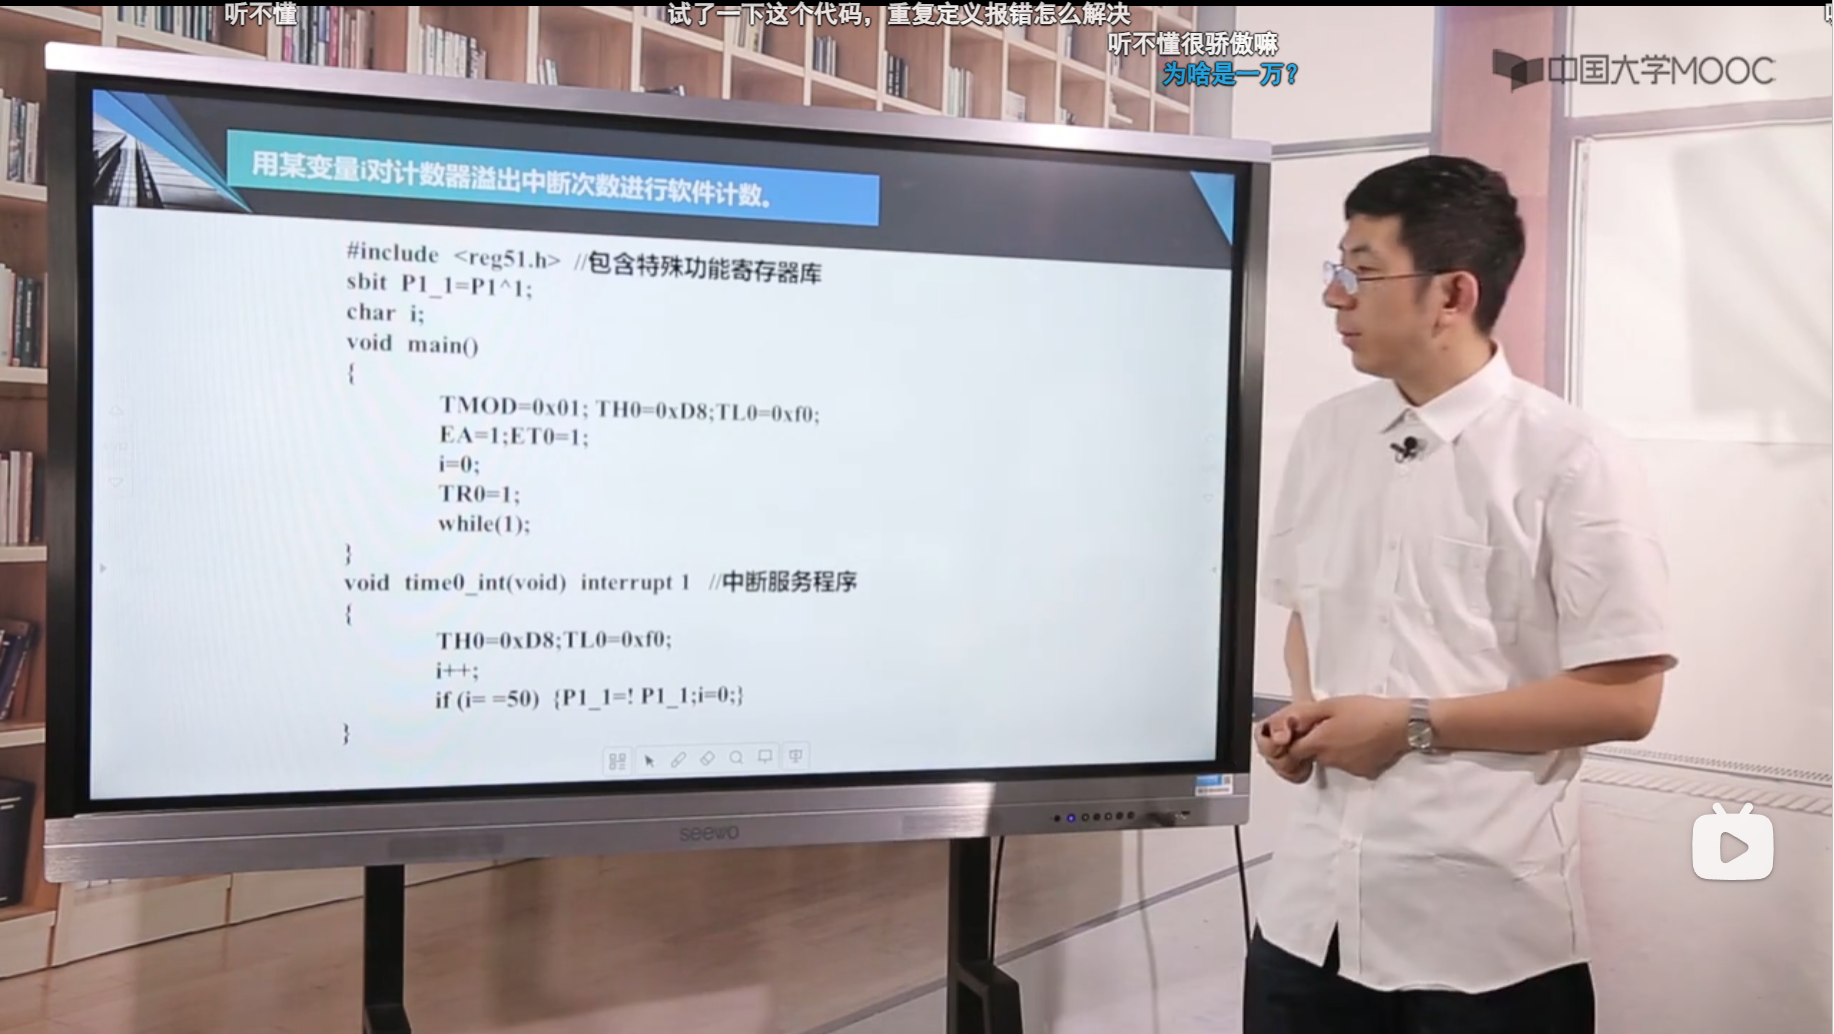 听不懂
试了一下这个代码，重复定义报错怎么解决
听不懂很骄傲嘛
为啥是一万？
中国大学MOOC
用某变量i对计数器溢出中断次数进行软件计数。
#include <reg51.h> //包含特殊功能寄存器库
sbit P1_1=P1^1;
char i;
void main()
{
TMOD=0x01; TH0=0xD8;TL0=0xf0;
EA=1;ET0=1;
i=0;
TR0=1;
while(1);
}
void time0_int(void) interrupt 1 //中断服务程序
{
TH0=0xD8;TL0=0xf0;
i++;
if (i= =50) {P1_1=! P1_1;i=0;}
}
seewo